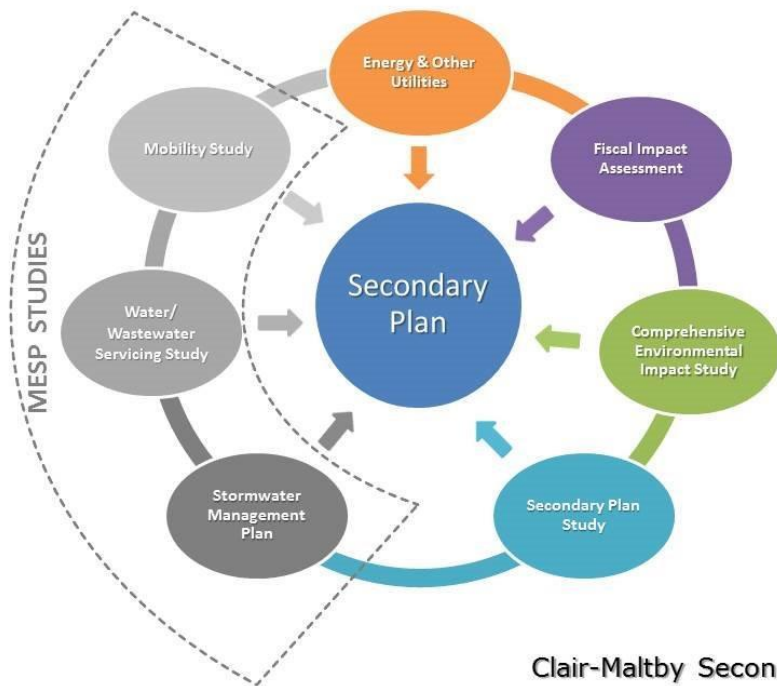 Energy & Other
Utilities
Mobility Study
Fiscal Impact
Assessment
MESP STUDIES
Water/
Wastewater
Servicing Study
Secondary
Plan
Comprehensive
Environmental
Impact Study
Stormwater
Management
Plan
Secondary Plan
Study
Clair-Maltby Secon